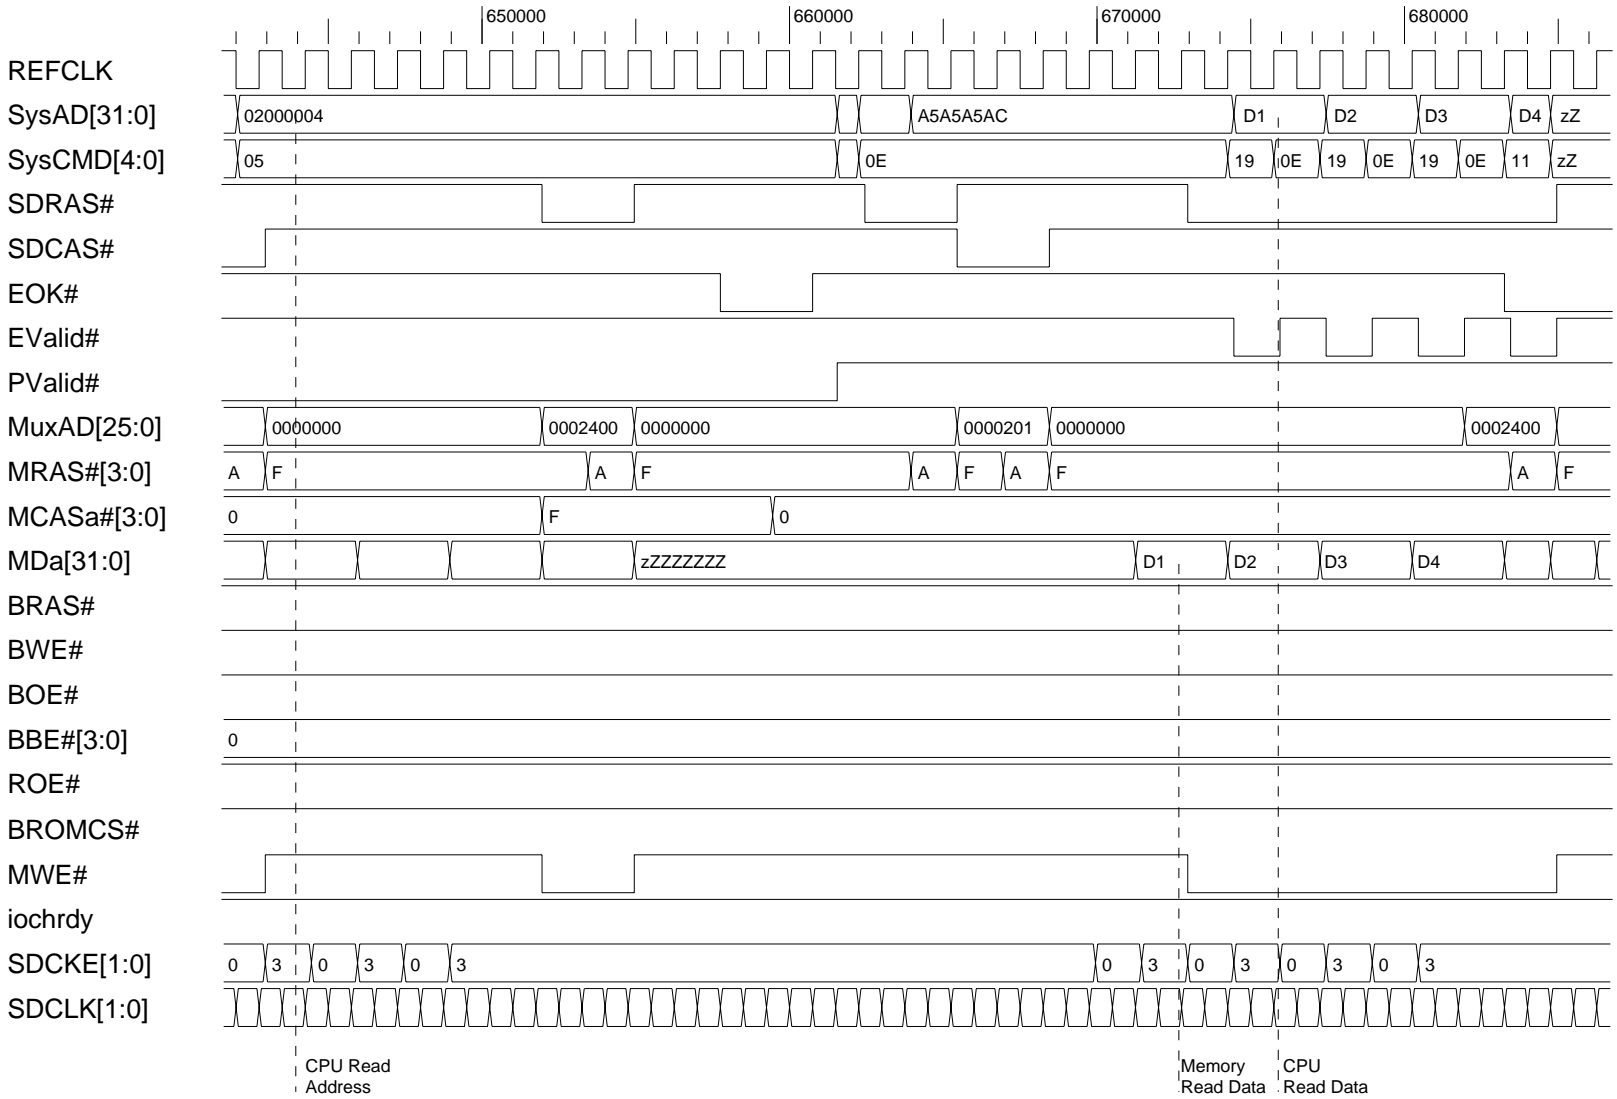 650000 660000 670000 680000
REFCLK
SysAD[31:0] 02000004 A5A5A5AC D1 D2 D3 D4 zZ
SysCMD[4:0] 05 0E 19 0E 19 0E 19 0E 11 zZ
SDRAS#
SDCAS#
EOK#
EValid#
PValid#
MuxAD[25:0] 0000000 0002400 0000000 0000201 0000000 0002400
MRAS#[3:0] A F A F A F A F A F
MCASa#[3:0] 0 F 0
MDa[31:0] zZZZZZZZ D1 D2 D3 D4
BRAS#
BWE#
BOE#
BBE#[3:0] 0
ROE#
BROMCS#
MWE#
iochrdy
SDCKE[1:0] 0 3 0 3 0 3 0 3 0 3 0 3 0 3
SDCLK[1:0]
CPU Read Memory CPU
Address Read Data Read Data